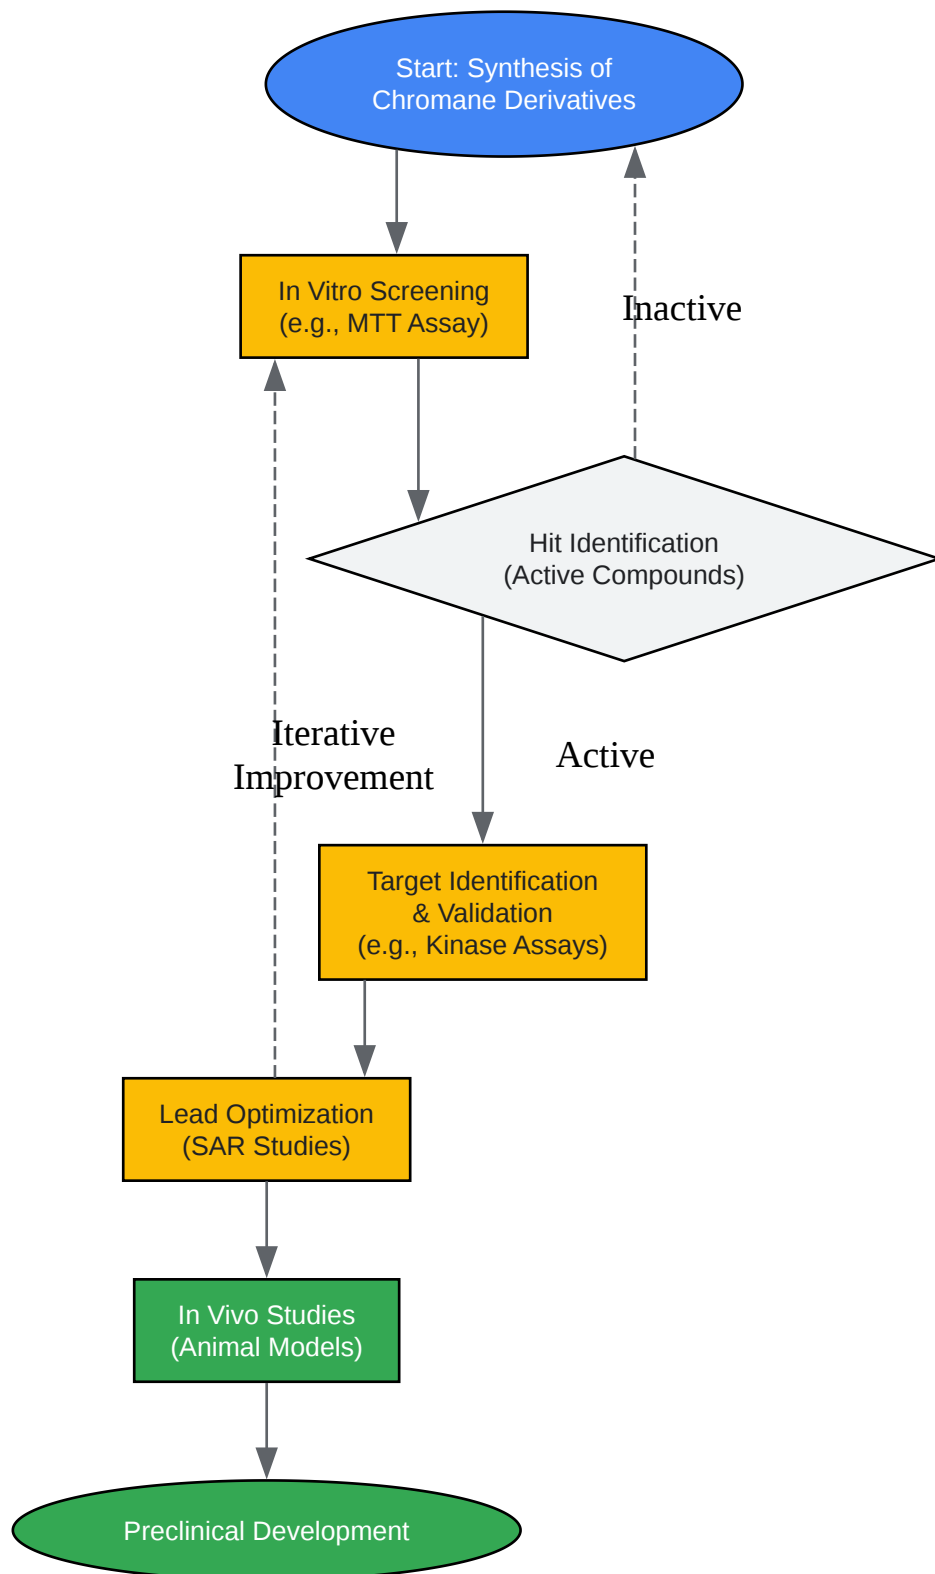 Start: Synthesis of
Chromane Derivatives
In Vitro Screening
(e.g., MTT Assay)
Inactive
Hit Identification
(Active Compounds)
Iterative
Improvement
Active
Target Identification
& Validation
(e.g., Kinase Assays)
Lead Optimization
(SAR Studies)
In Vivo Studies
(Animal Models)
Preclinical Development